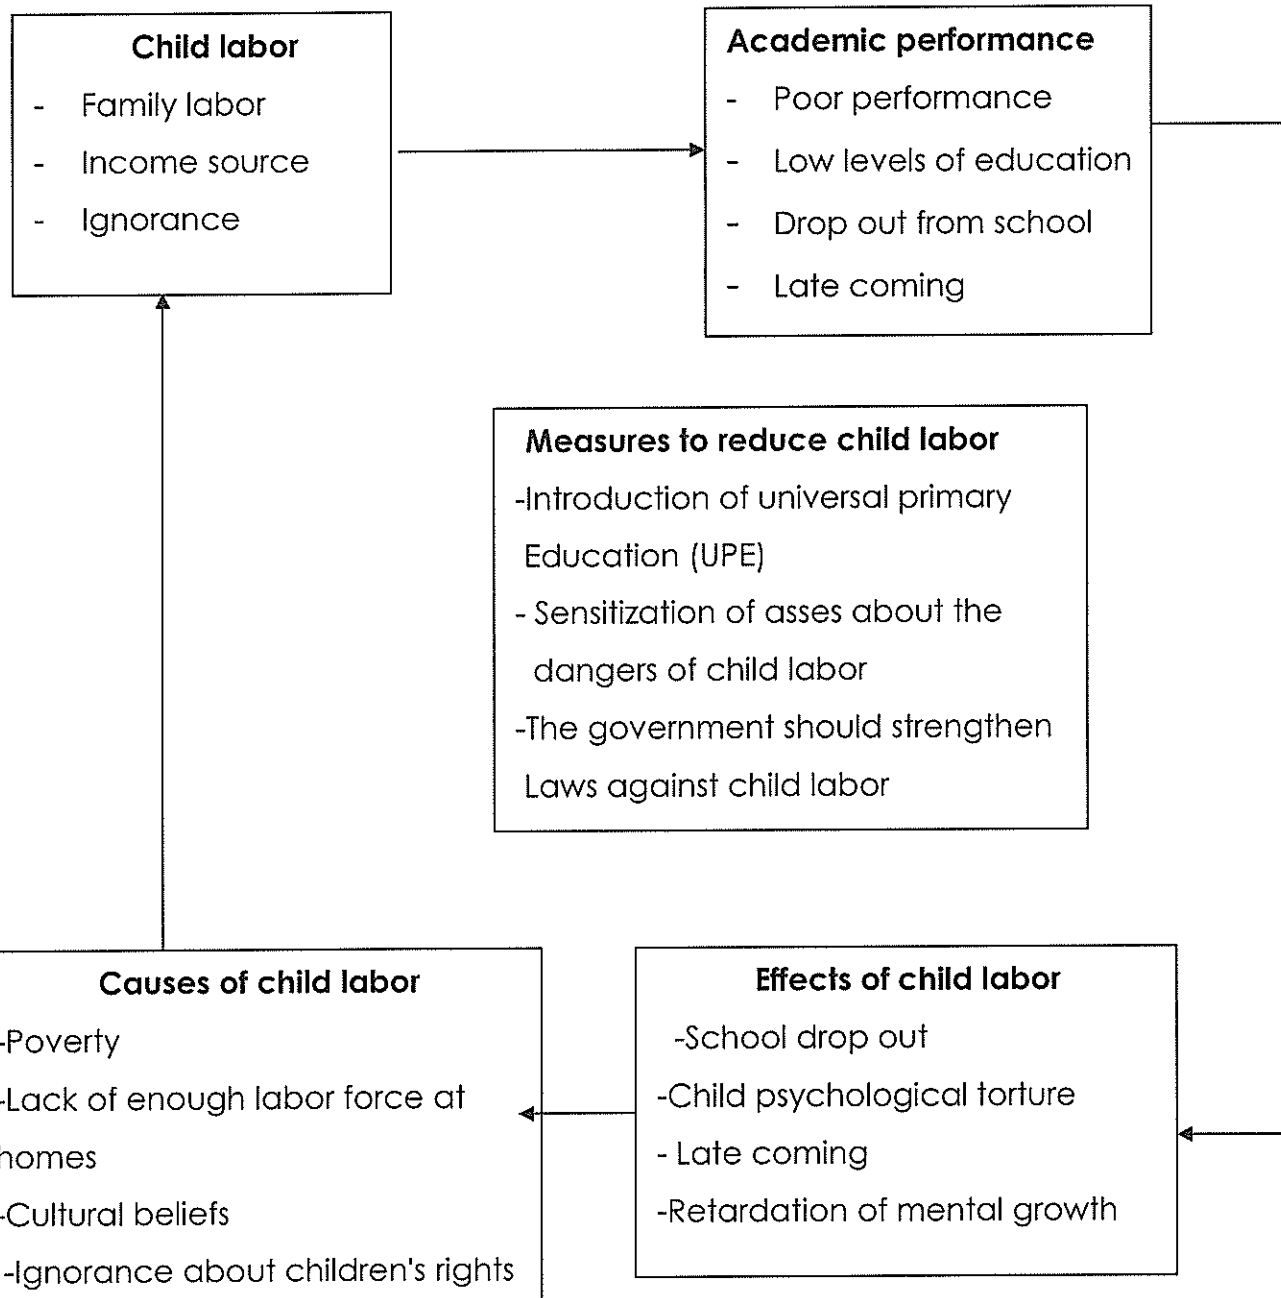 Child labor
- Family labor
- Income source
- Ignorance
Academic performance
- Poor performance
- Low levels of education
- Drop out from school
- Late coming
Measures to reduce child labor
-Introduction of universal primary
Education (UPE)
- Sensitization of asses about the
dangers of child labor
-The government should strengthen
Laws against child labor
Causes of child labor
-Poverty
-Lack of enough labor force at
homes
-Cultural beliefs
-Ignorance about children's rights
Effects of child labor
-School drop out
-Child psychological torture
- Late coming
-Retardation of mental growth